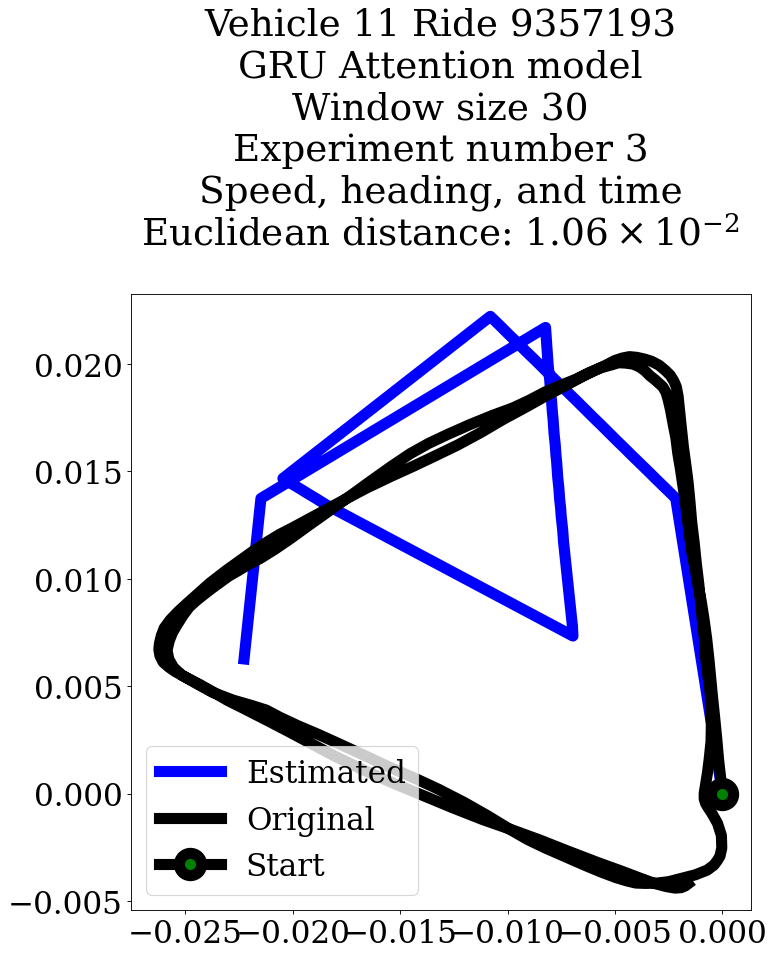 Vehicle 11 Ride 9357193
GRU Attention model
Window size 30
Experiment number 3
Speed, heading, and time
Euclidean distance: 1.06 × 10⁻²
0.020
0.015
0.010
0.005
0.000
−0.005
Estimated
Original
Start
−0.025 −0.020 −0.015 −0.010 −0.005 0.000